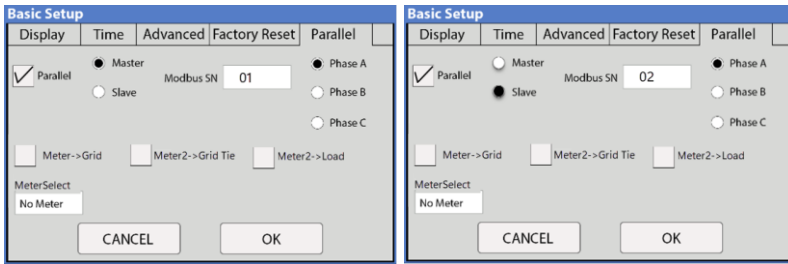 Basic Setup
Display Time Advanced Factory Reset Parallel
Parallel
Master
Slave
Modbus SN 01
Phase A
Phase B
Phase C
Meter->Grid Meter2->Grid Tie Meter2->Load
MeterSelect
No Meter
CANCEL OK
Basic Setup
Display Time Advanced Factory Reset Parallel
Parallel
Master
Slave
Modbus SN 02
Phase A
Phase B
Phase C
Meter->Grid Meter2->Grid Tie Meter2->Load
MeterSelect
No Meter
CANCEL OK